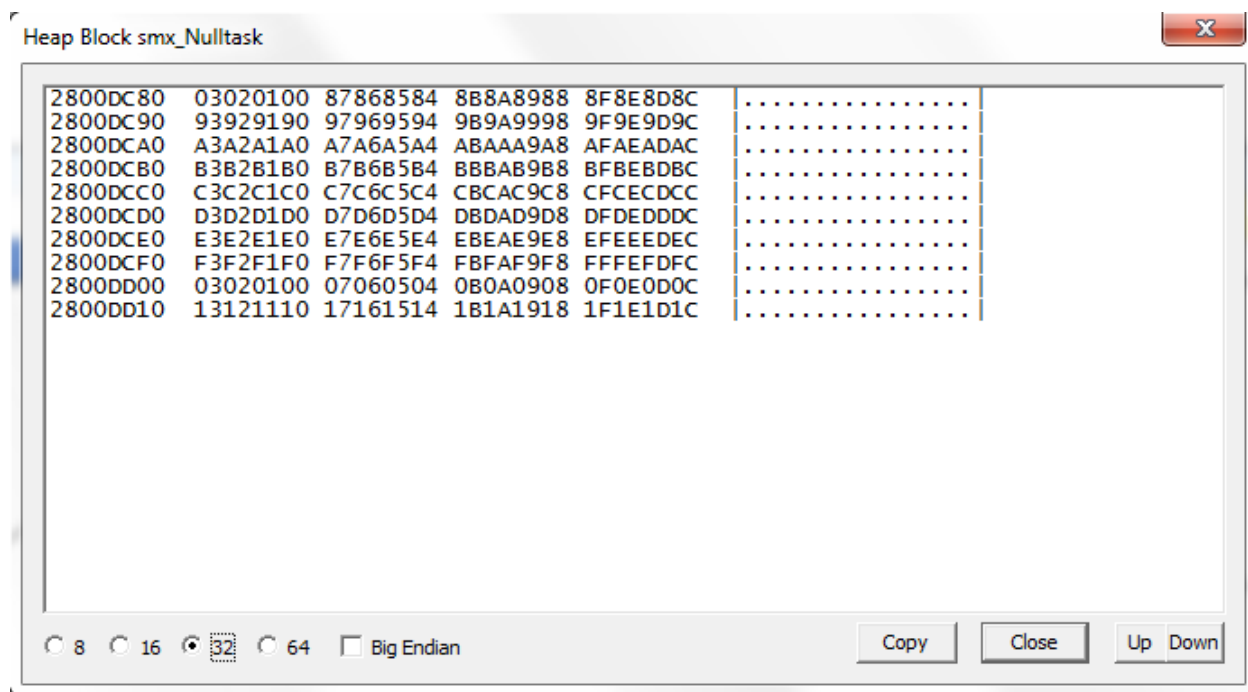 Heap Block smx_Nulltask
2800DC80 03020100 87868584 8B8A8988 8F8E8D8C |................|
2800DC90 93929190 97969594 9B9A9998 9F9E9D9C |................|
2800DCA0 A3A2A1A0 A7A6A5A4 ABAAA9A8 AFAEADAC |................|
2800DCB0 B3B2B1B0 B7B6B5B4 BBBAB9B8 BFBEBDBC |................|
2800DCC0 C3C2C1C0 C7C6C5C4 CBCAC9C8 CFCECDCC |................|
2800DCD0 D3D2D1D0 D7D6D5D4 DBDAD9D8 DFDEDDDC |................|
2800DCE0 E3E2E1E0 E7E6E5E4 EBEAE9E8 EFEEEDEC |................|
2800DCF0 F3F2F1F0 F7F6F5F4 FBFAF9F8 FFFEFDFC |................|
2800DD00 03020100 07060504 0B0A0908 0F0E0D0C |................|
2800DD10 13121110 17161514 1B1A1918 1F1E1D1C |................|
8 16 32 64 Big Endian Copy Close Up Down